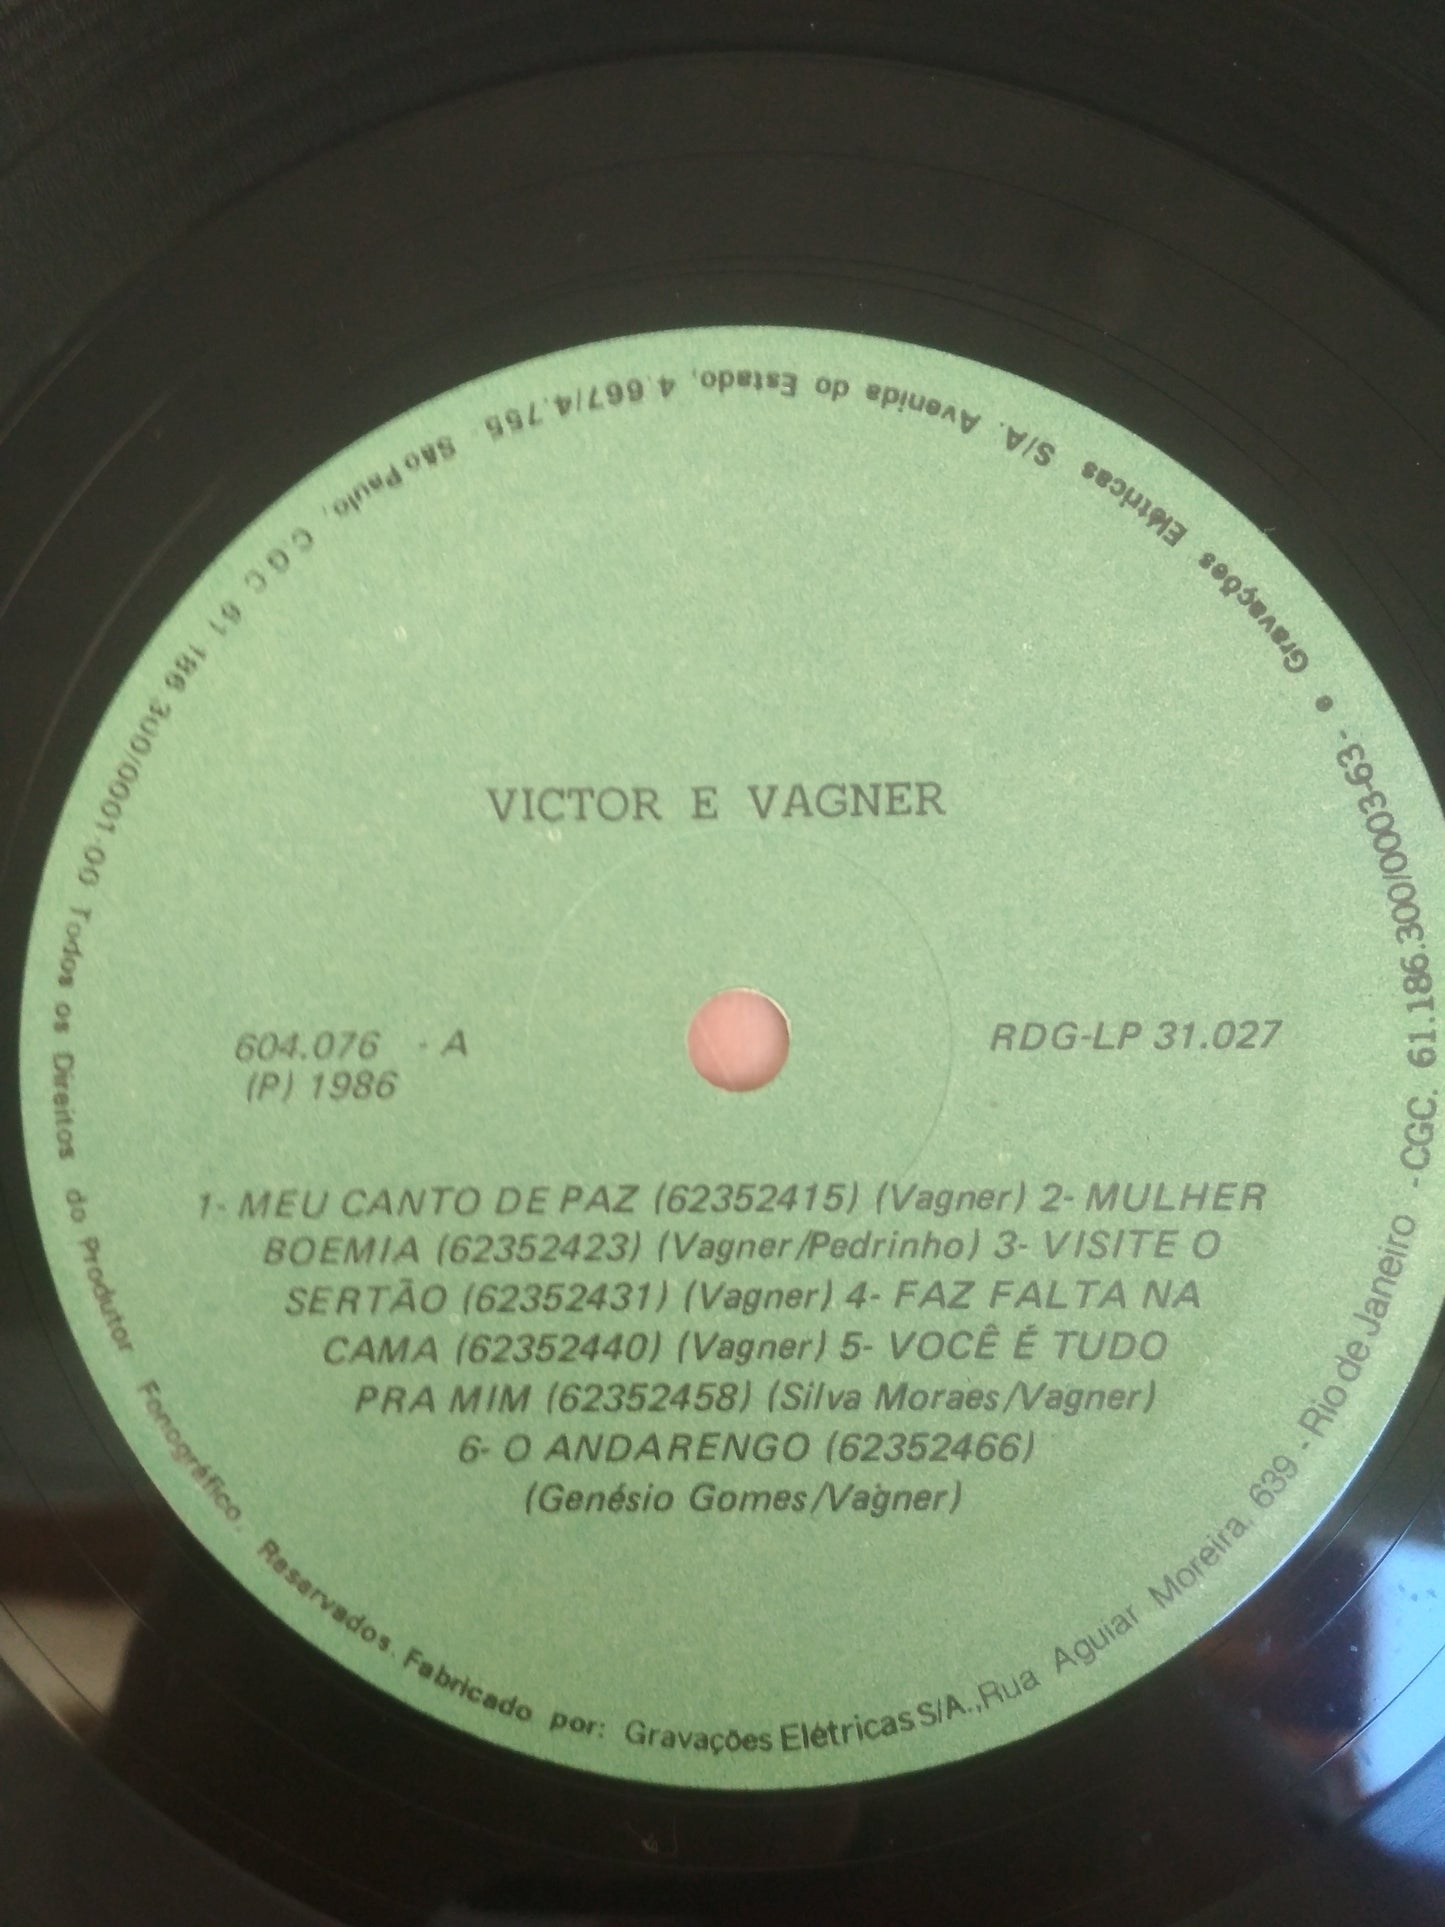 VICTOR E VAGNER
604.076 - A
(P) 1986
RDG-LP 31.027
1- MEU CANTO DE PAZ (62352415) (Vagner) 2- MULHER
BOEMIA (62352423) (Vagner/Pedrinho) 3- VISITE O
SERTÃO (62352431) (Vagner) 4- FAZ FALTA NA
CAMA (62352440) (Vagner) 5- VOCÊ É TUDO
PRA MIM (62352458) (Silva Moraes/Vagner)
6- O ANDARENGO (62352466)
(Genésio Gomes/Vagner)
Todos os Direitos do Produtor Fonográfico. Reservados. Fabricado por: Gravações Elétricas S/A.,Rua Aguiar Moreira, 639 - Rio de Janeiro -CGC. 61.186.300/0003-63- e Gravações Elétricas S/A. Avenida do Estado, 4.667/4.755 São Paulo, C G C 61 186 300/0001-00